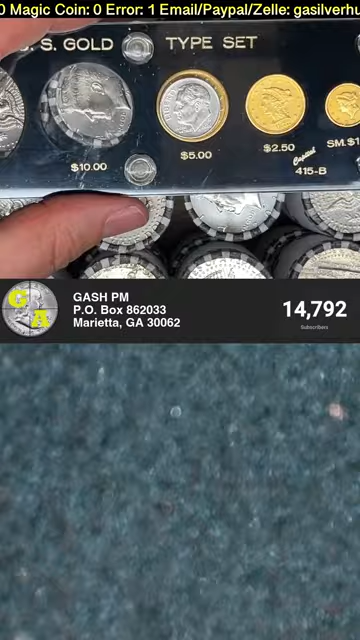 0 Magic Coin: 0 Error: 1 Email/Paypal/Zelle: gasilverhu
S. GOLD TYPE SET
$10.00
$5.00
$2.50
SM.$1
Capital
415-B
GA
GASH PM
P.O. Box 862033
Marietta, GA 30062
14,792
Subscribers